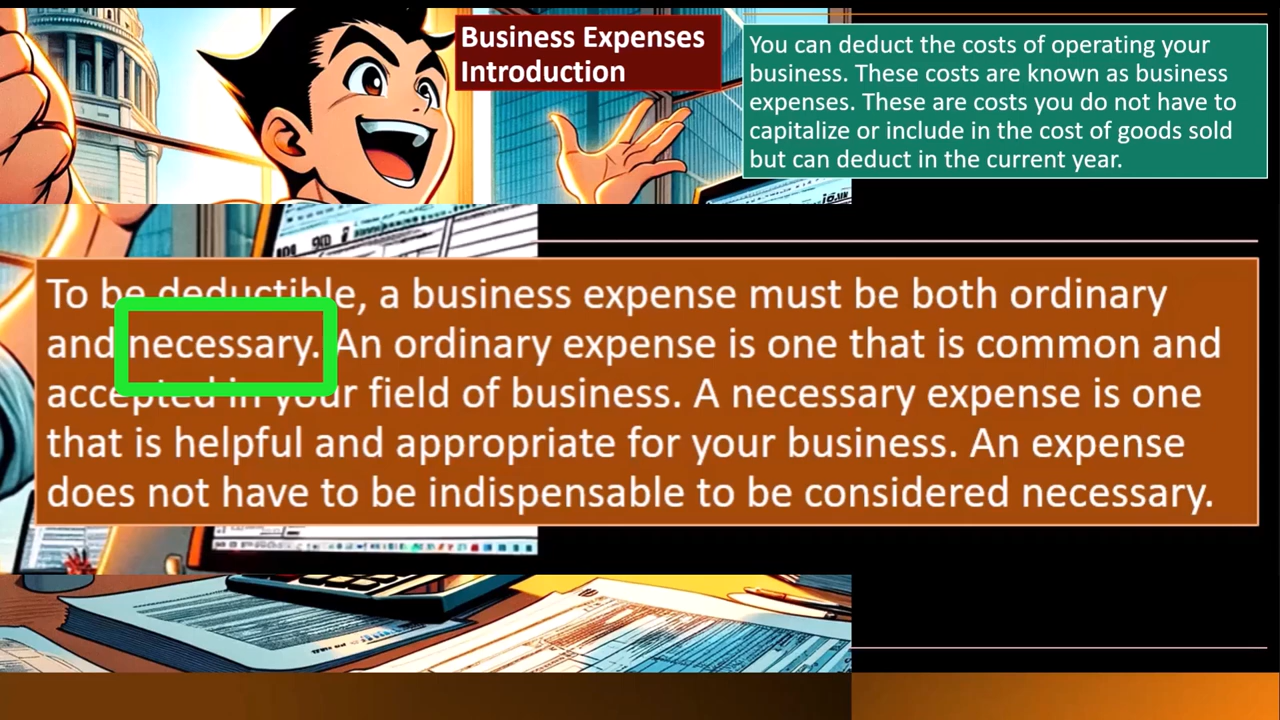 Business Expenses
Introduction
You can deduct the costs of operating your
business. These costs are known as business
expenses. These are costs you do not have to
capitalize or include in the cost of goods sold
but can deduct in the current year.
To be deductible, a business expense must be both ordinary
and necessary. An ordinary expense is one that is common and
accepted in your field of business. A necessary expense is one
that is helpful and appropriate for your business. An expense
does not have to be indispensable to be considered necessary.